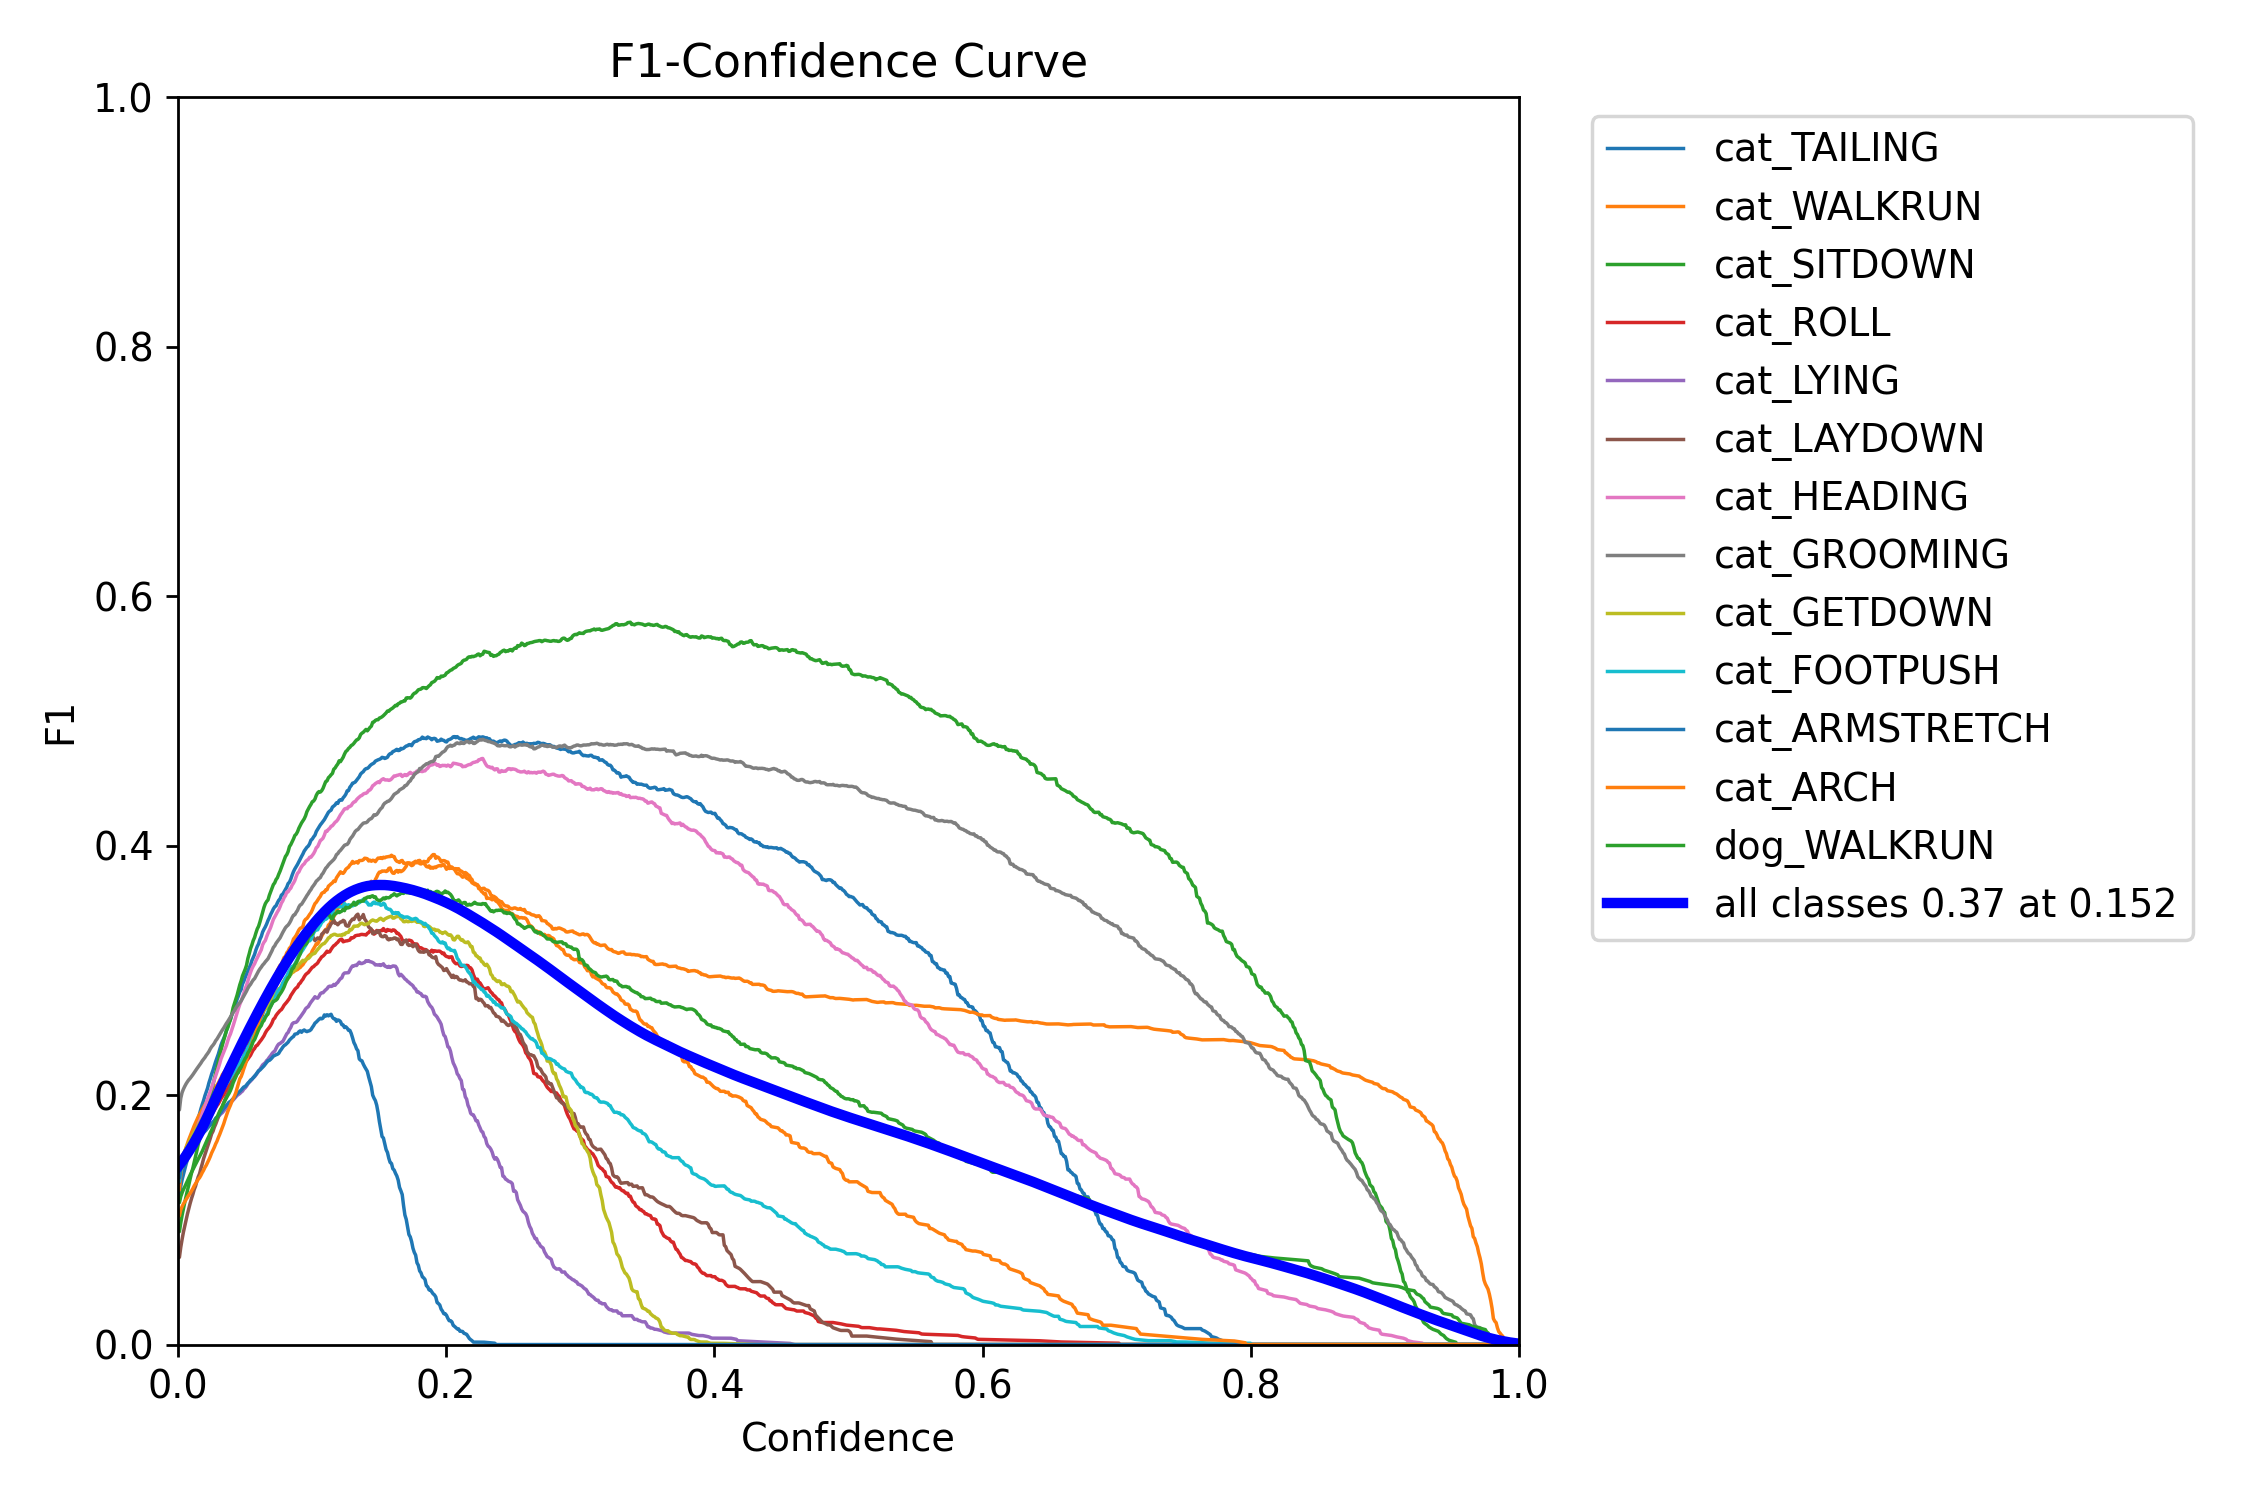 F1-Confidence Curve
1.0
0.8
0.6
0.4
0.2
0.0
F1
0.0 0.2 0.4 0.6 0.8 1.0
Confidence
cat_TAILING
cat_WALKRUN
cat_SITDOWN
cat_ROLL
cat_LYING
cat_LAYDOWN
cat_HEADING
cat_GROOMING
cat_GETDOWN
cat_FOOTPUSH
cat_ARMSTRETCH
cat_ARCH
dog_WALKRUN
all classes 0.37 at 0.152